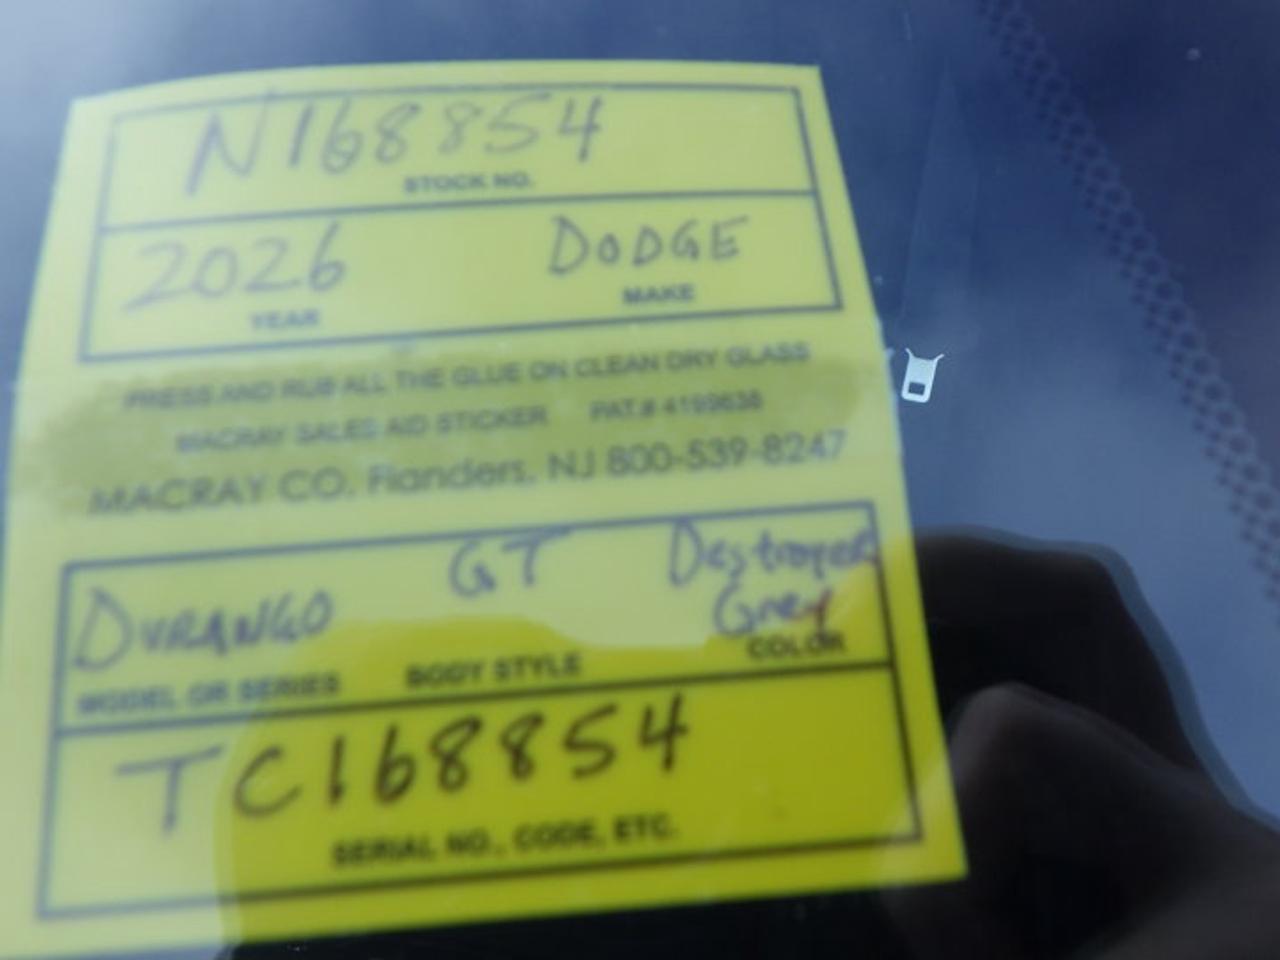 N168854
STOCK NO.
2026 DODGE
YEAR MAKE
PRESS AND RUB ALL THE GLUE ON CLEAN DRY GLASS
MACRAY SALES AID STICKER PAT.# 4199638
MACRAY CO. Flanders, NJ 800-539-8247
DURANGO GT Destroyer
Grey
MODEL OR SERIES BODY STYLE COLOR
TC168854
SERIAL NO., CODE, ETC.